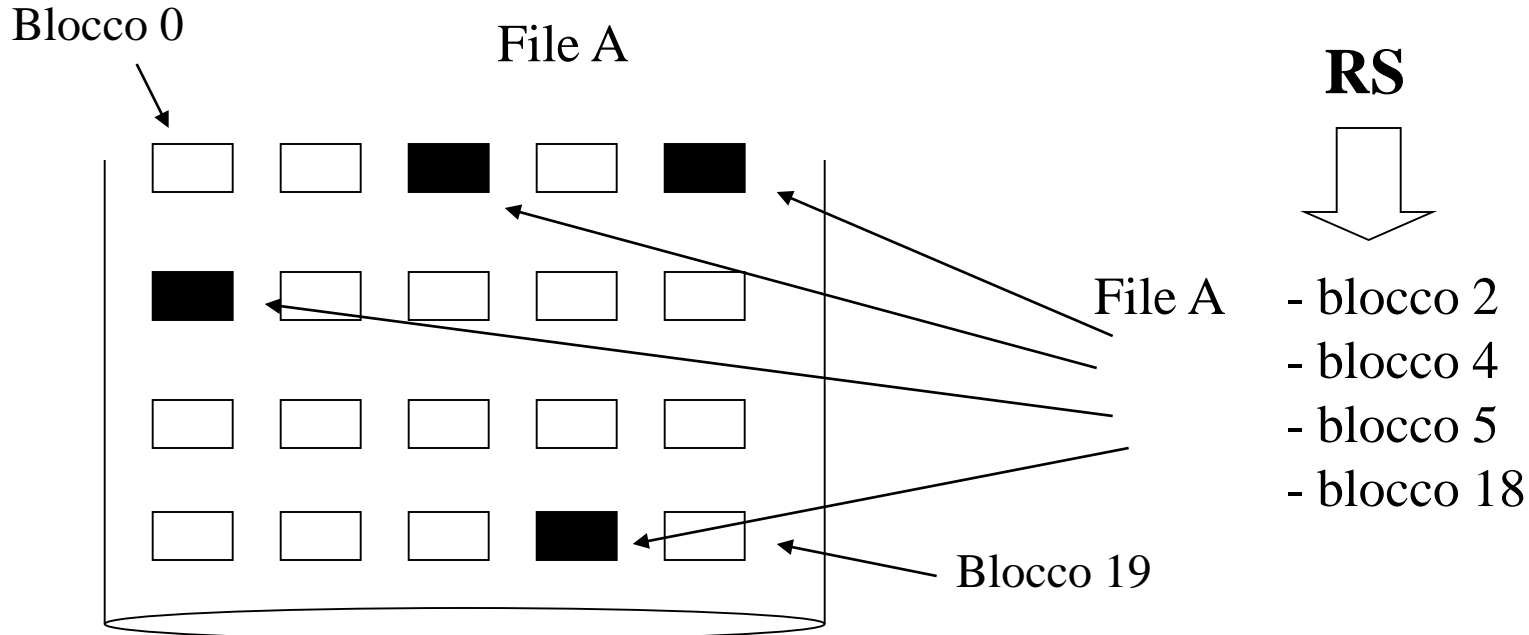 Blocco 0
File A
RS
File A - blocco 2
- blocco 4
- blocco 5
- blocco 18
Blocco 19